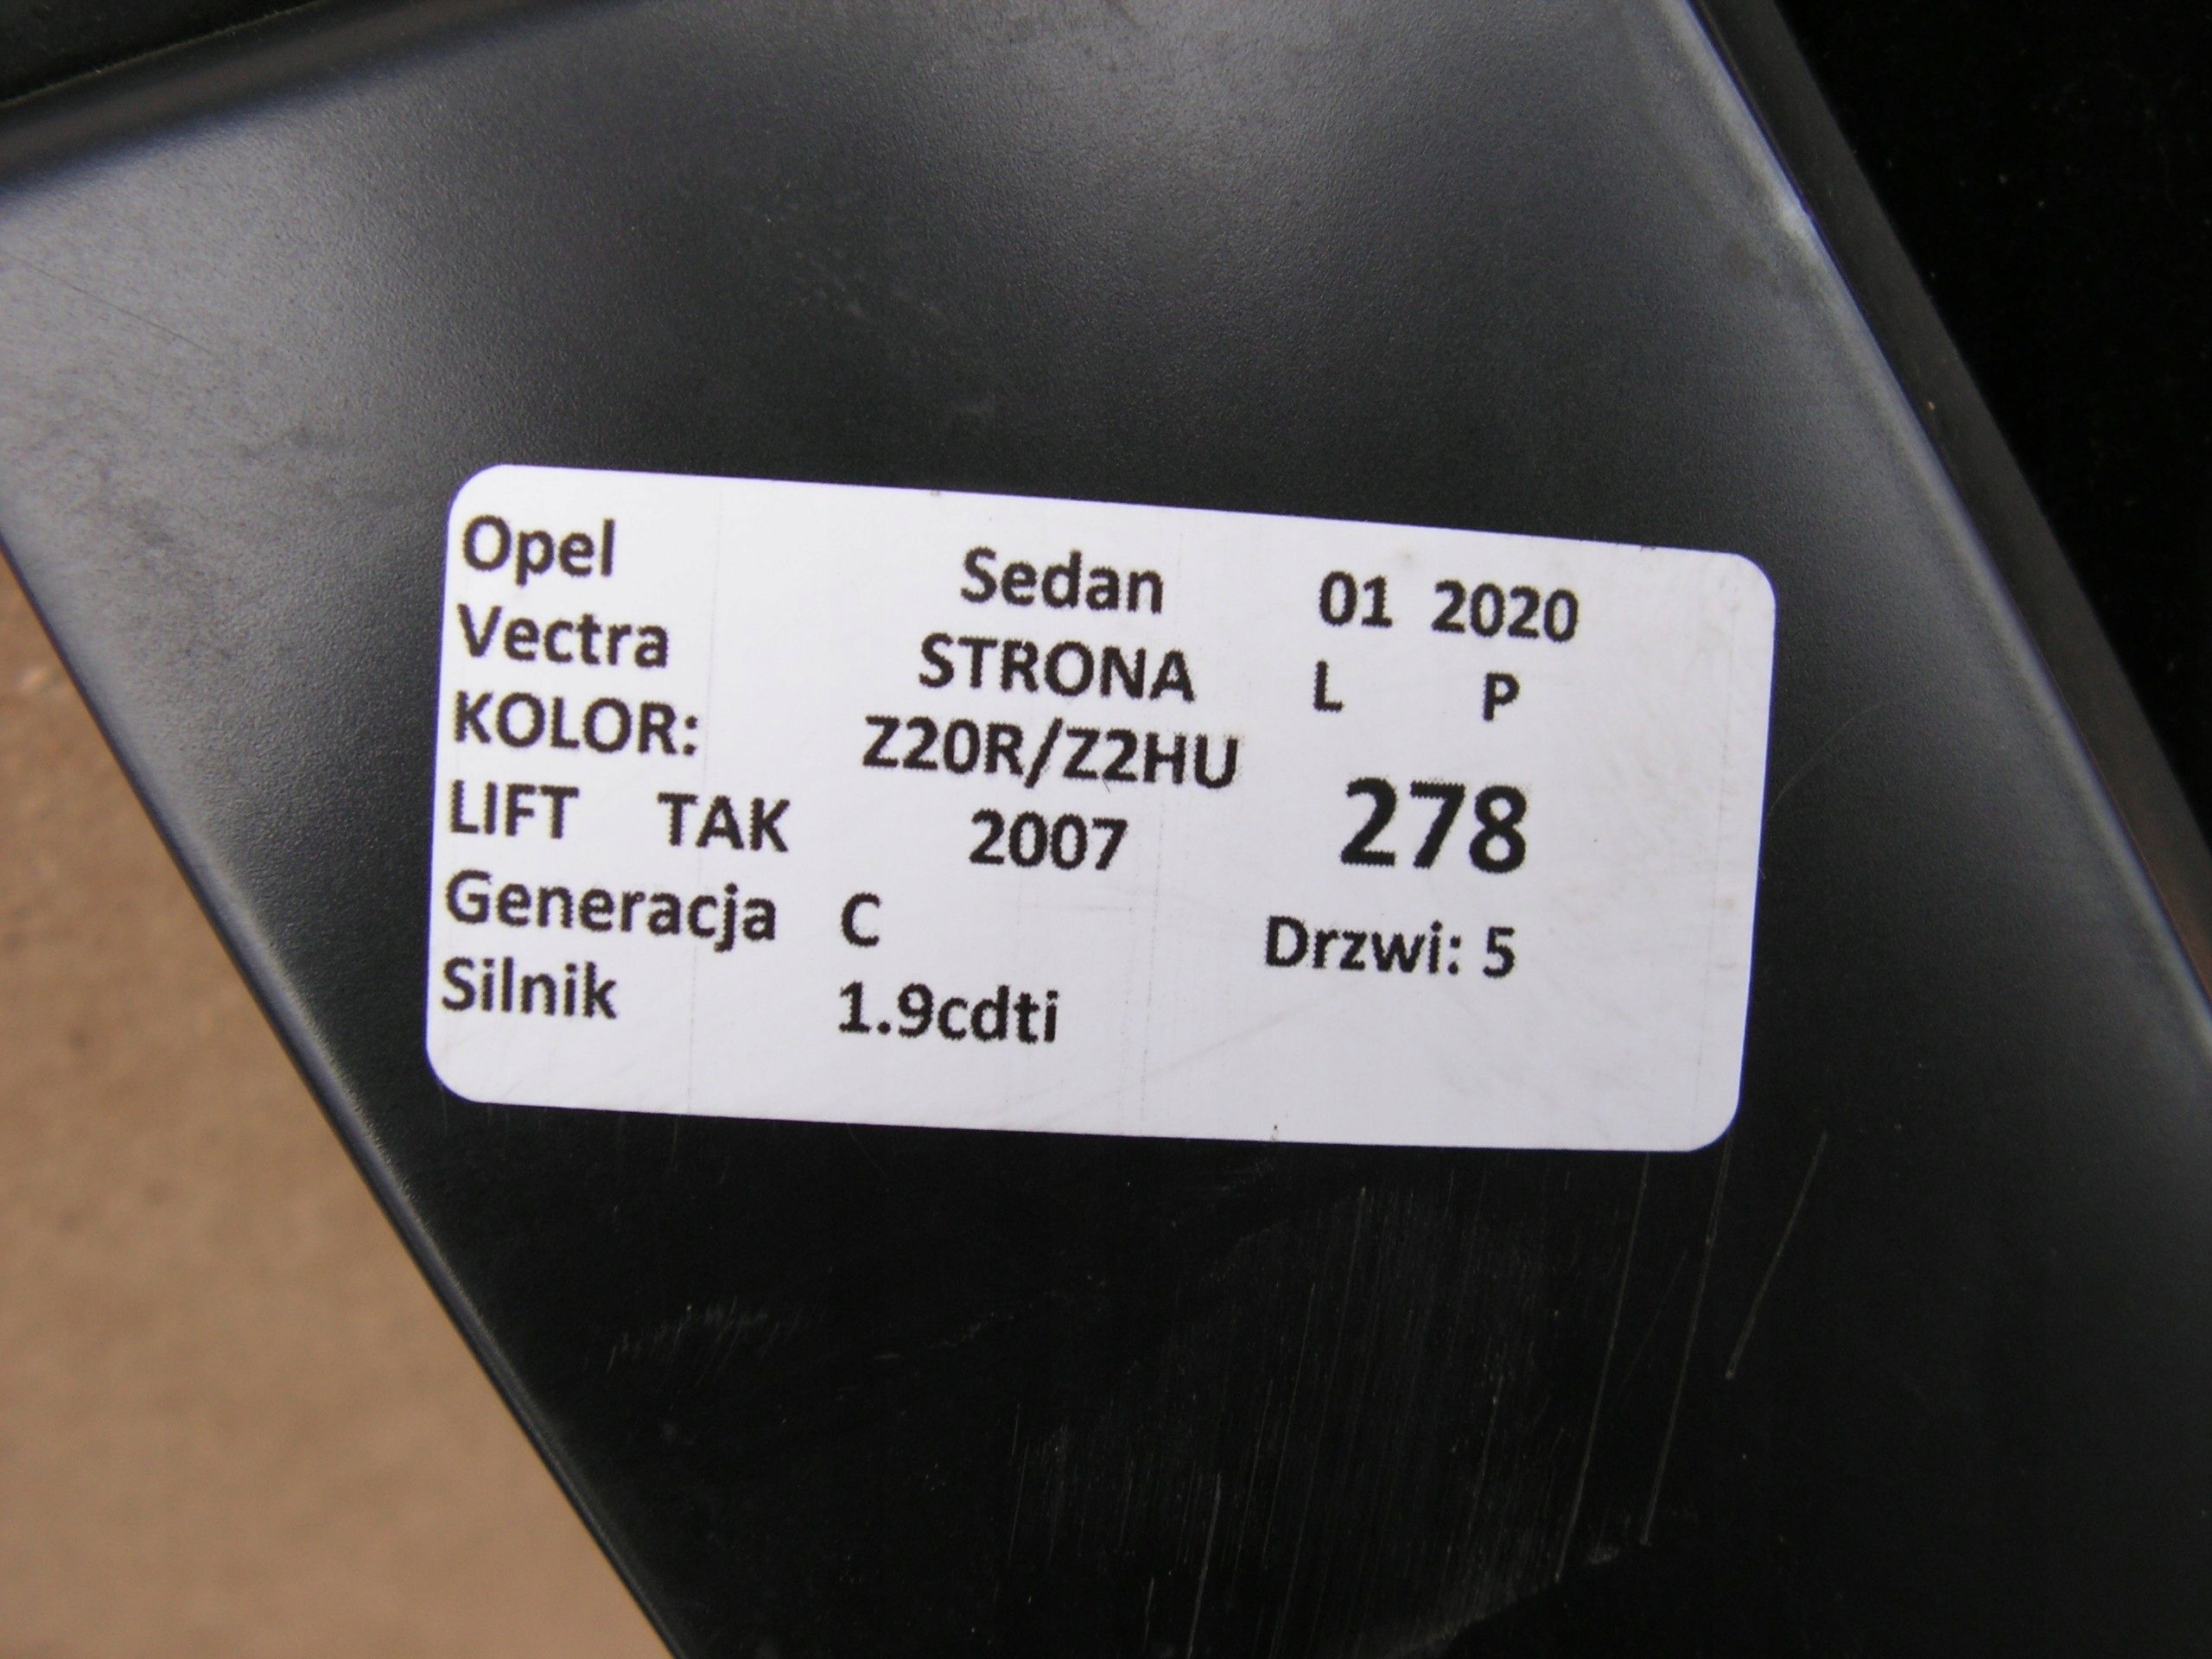 Opel Sedan 01 2020
Vectra STRONA L P
KOLOR: Z20R/Z2HU
LIFT TAK 2007 278
Generacja C Drzwi: 5
Silnik 1.9cdti